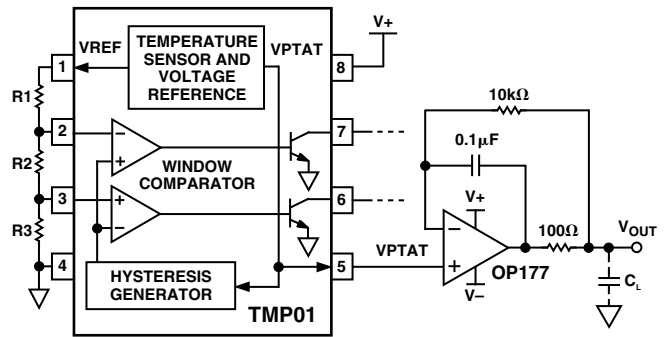 TEMPERATURE
SENSOR AND
VOLTAGE
REFERENCE
VREF
VPTAT
V+
1
8
R1
2
7
R2
WINDOW
COMPARATOR
3
6
R3
4
HYSTERESIS
GENERATOR
5
TMP01
VPTAT
10kΩ
0.1µF
V+
V−
OP177
100Ω
VOUT
CL
−
+
+
−
−
+